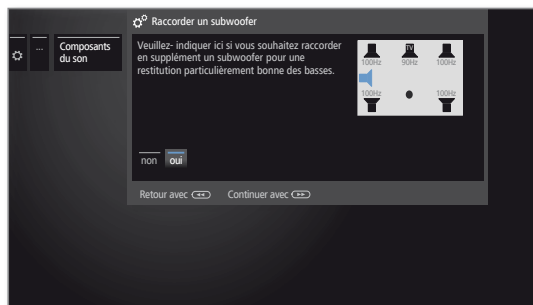 Raccorder un subwoofer
...
Composants
du son
Veuillez- indiquer ici si vous souhaitez raccorder
en supplément un subwoofer pour une
restitution particulièrement bonne des basses.
TV
100Hz 90Hz 100Hz
100Hz 100Hz
non oui
Retour avec Continuer avec